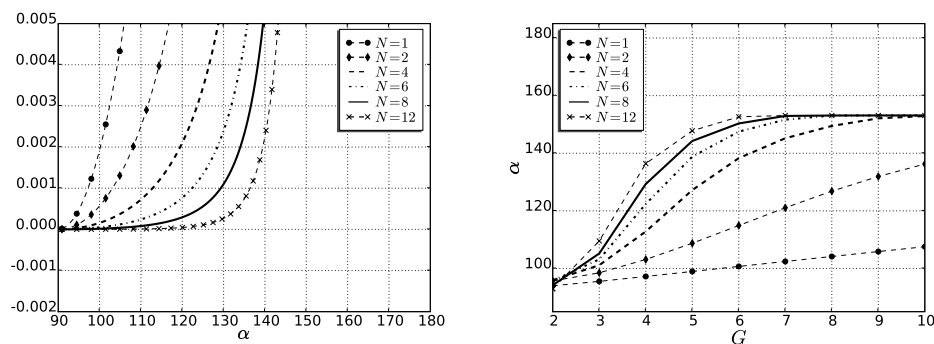 0.005
0.004
0.003
0.002
0.001
0.000
-0.001
-0.002
90 100 110 120 130 140 150 160 170 180
α
N=1
N=2
N=4
N=6
N=8
N=12
180
160
140
120
100
α
2 3 4 5 6 7 8 9 10
G
N=1
N=2
N=4
N=6
N=8
N=12